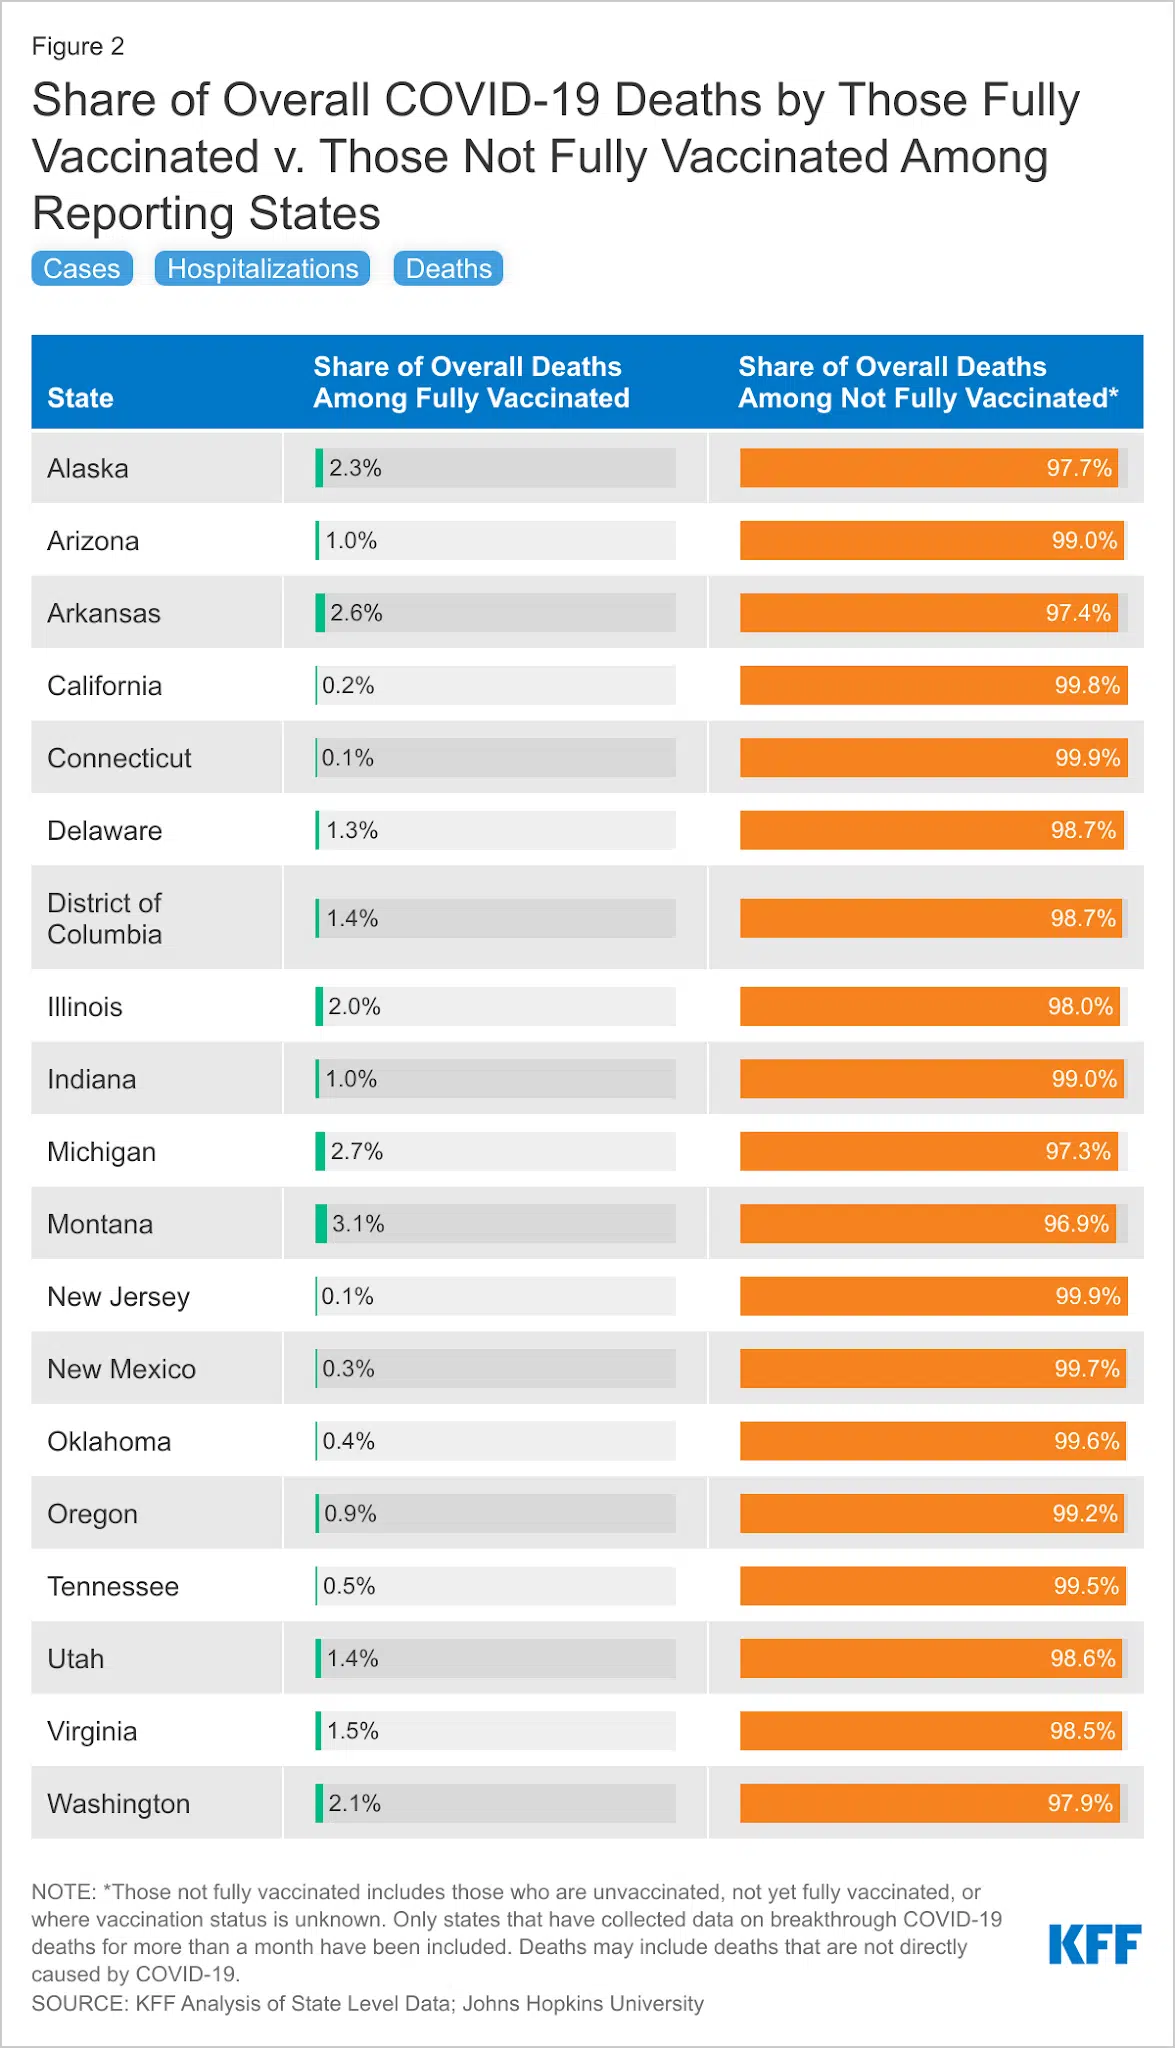 Figure 2
Share of Overall COVID-19 Deaths by Those Fully
Vaccinated v. Those Not Fully Vaccinated Among
Reporting States
Cases Hospitalizations Deaths
State
Share of Overall Deaths
Among Fully Vaccinated
Share of Overall Deaths
Among Not Fully Vaccinated*
Alaska 2.3% 97.7%
Arizona 1.0% 99.0%
Arkansas 2.6% 97.4%
California 0.2% 99.8%
Connecticut 0.1% 99.9%
Delaware 1.3% 98.7%
District of
Columbia 1.4% 98.7%
Illinois 2.0% 98.0%
Indiana 1.0% 99.0%
Michigan 2.7% 97.3%
Montana 3.1% 96.9%
New Jersey 0.1% 99.9%
New Mexico 0.3% 99.7%
Oklahoma 0.4% 99.6%
Oregon 0.9% 99.2%
Tennessee 0.5% 99.5%
Utah 1.4% 98.6%
Virginia 1.5% 98.5%
Washington 2.1% 97.9%
NOTE: *Those not fully vaccinated includes those who are unvaccinated, not yet fully vaccinated, or
where vaccination status is unknown. Only states that have collected data on breakthrough COVID-19
deaths for more than a month have been included. Deaths may include deaths that are not directly
caused by COVID-19.
SOURCE: KFF Analysis of State Level Data; Johns Hopkins University
KFF